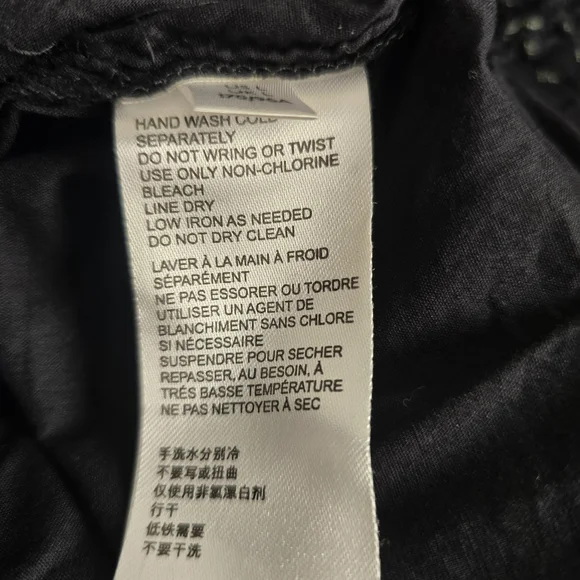 170/96A
HAND WASH COLD
SEPARATELY
DO NOT WRING OR TWIST
USE ONLY NON-CHLORINE
BLEACH
LINE DRY
LOW IRON AS NEEDED
DO NOT DRY CLEAN
LAVER À LA MAIN À FROID
SÉPARÉMENT
NE PAS ESSORER OU TORDRE
UTILISER UN AGENT DE
BLANCHIMENT SANS CHLORE
SI NÉCESSAIRE
SUSPENDRE POUR SECHER
REPASSER, AU BESOIN, À
TRÉS BASSE TEMPÉRATURE
NE PAS NETTOYER À SEC
手洗水分别冷
不要写或扭曲
仅使用非氯漂白剂
行干
低铁需要
不要干洗